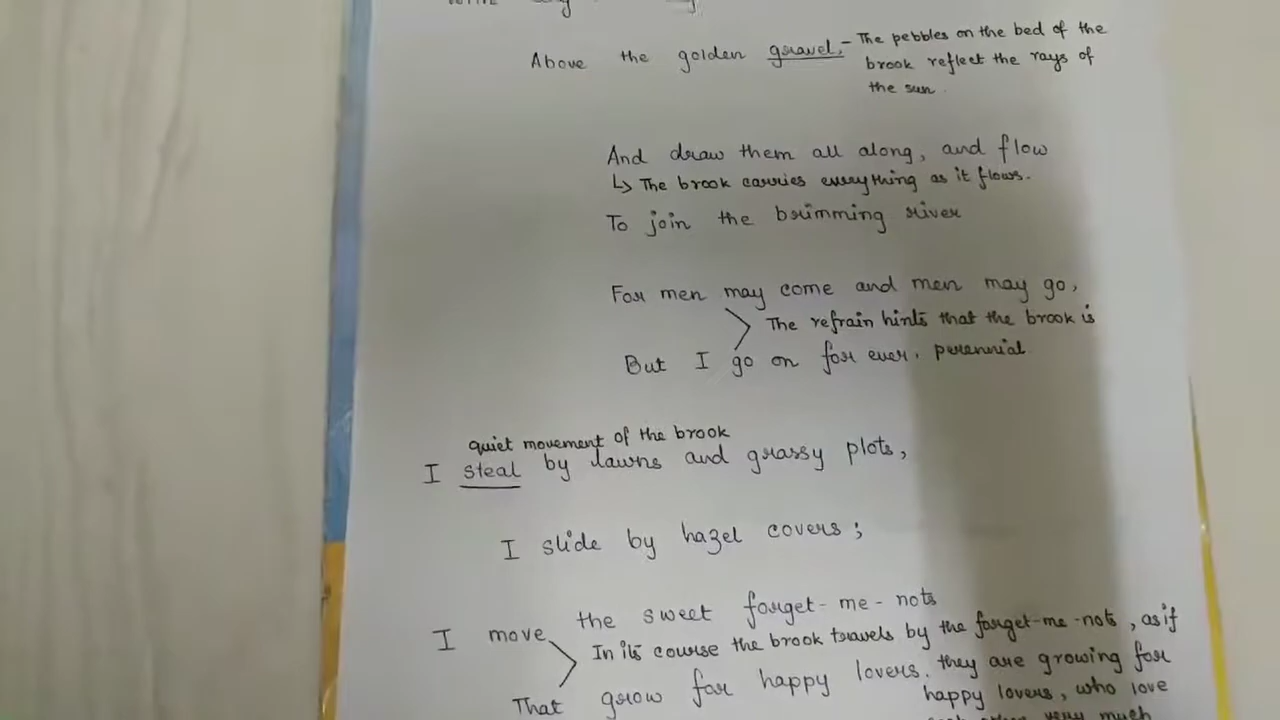 Above the golden gravel, - The pebbles on the bed of the
brook reflect the rays of
the sun.
And draw them all along, and flow
↳ The brook carries everything as it flows.
To join the brimming river
For men may come and men may go,
The refrain hints that the brook is
But I go on for ever. perennial
quiet movement of the brook
I steal by lawns and grassy plots,
I slide by hazel covers;
I move the sweet forget-me-nots
In its course the brook travels by the forget-me-nots, as if
That grow for happy lovers. they are growing for
happy lovers, who love
very much